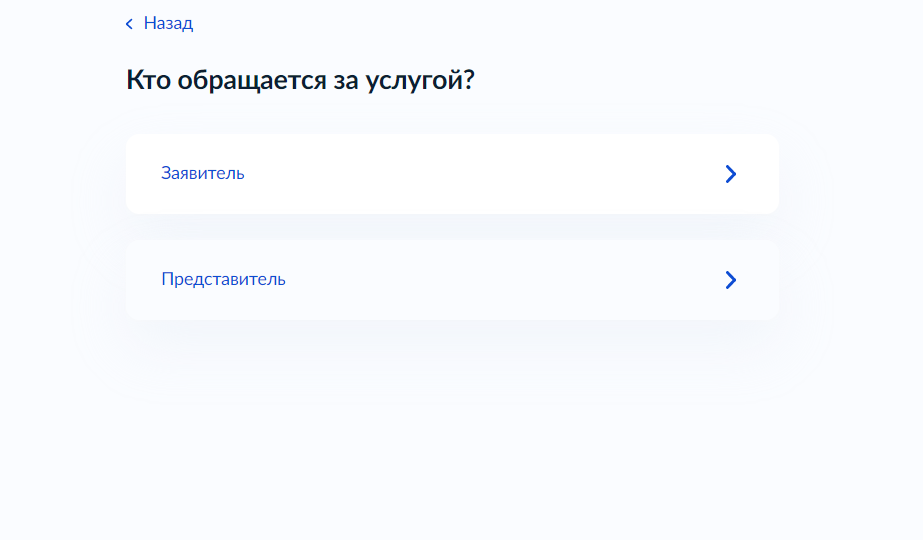 Назад
Кто обращается за услугой?
Заявитель
Представитель